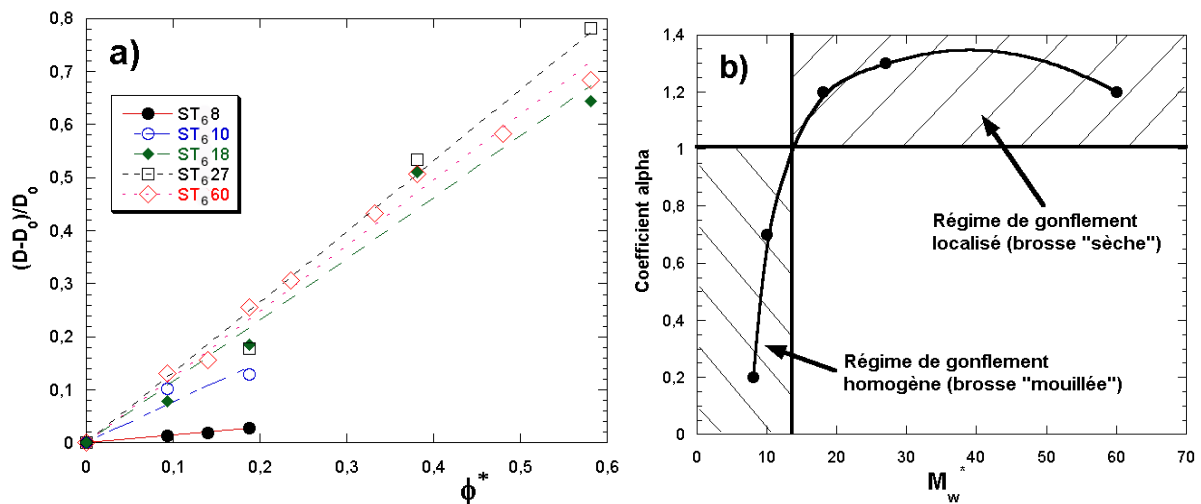 a)
0,8
0,7
0,6
0,5
0,4
0,3
0,2
0,1
0
(D-D0)/D0
ST68
ST610
ST618
ST627
ST660
0
0,1
0,2
0,3
0,4
0,5
0,6
ϕ*
b)
1,4
1,2
1
0,8
0,6
0,4
0,2
0
Coefficient alpha
Régime de gonflement
localisé (brosse "sèche")
Régime de gonflement
homogène (brosse "mouillée")
0
10
20
30
40
50
60
70
Mw*